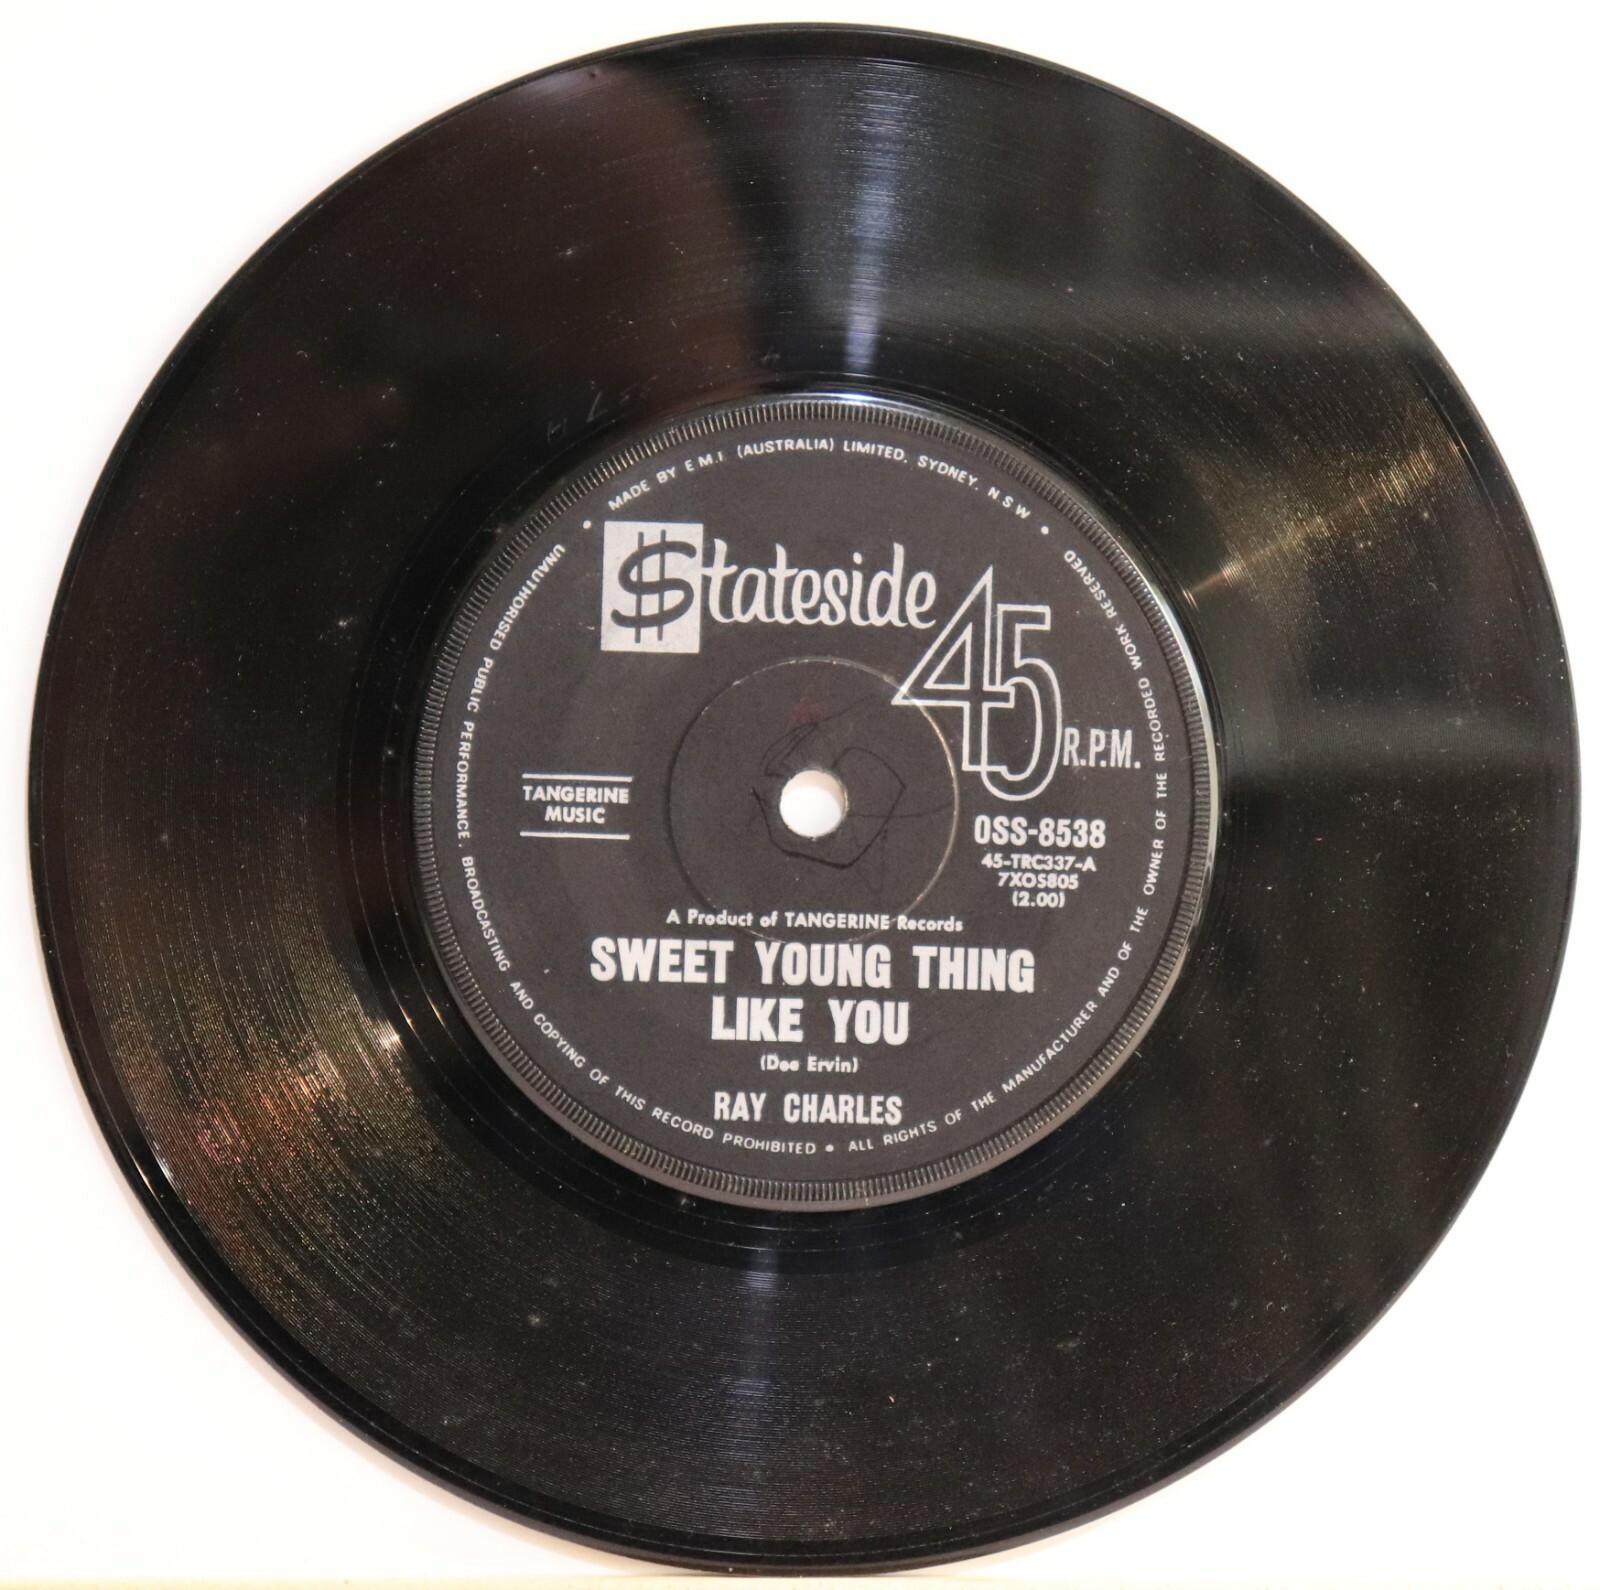 MADE BY E.M.I. (AUSTRALIA) LIMITED. SYDNEY. N.S.W
$tateside
45
R.P.M.
TANGERINE
MUSIC
OSS-8538
45-TRC337-A
7XOS805
(2.00)
A Product of TANGERINE Records
SWEET YOUNG THING
LIKE YOU
(Dee Ervin)
RAY CHARLES
UNAUTHORISED PUBLIC PERFORMANCE. BROADCASTING AND COPYING OF THIS RECORD PROHIBITED • ALL RIGHTS OF THE MANUFACTURER AND OF THE OWNER OF THE RECORDED WORK RESERVED